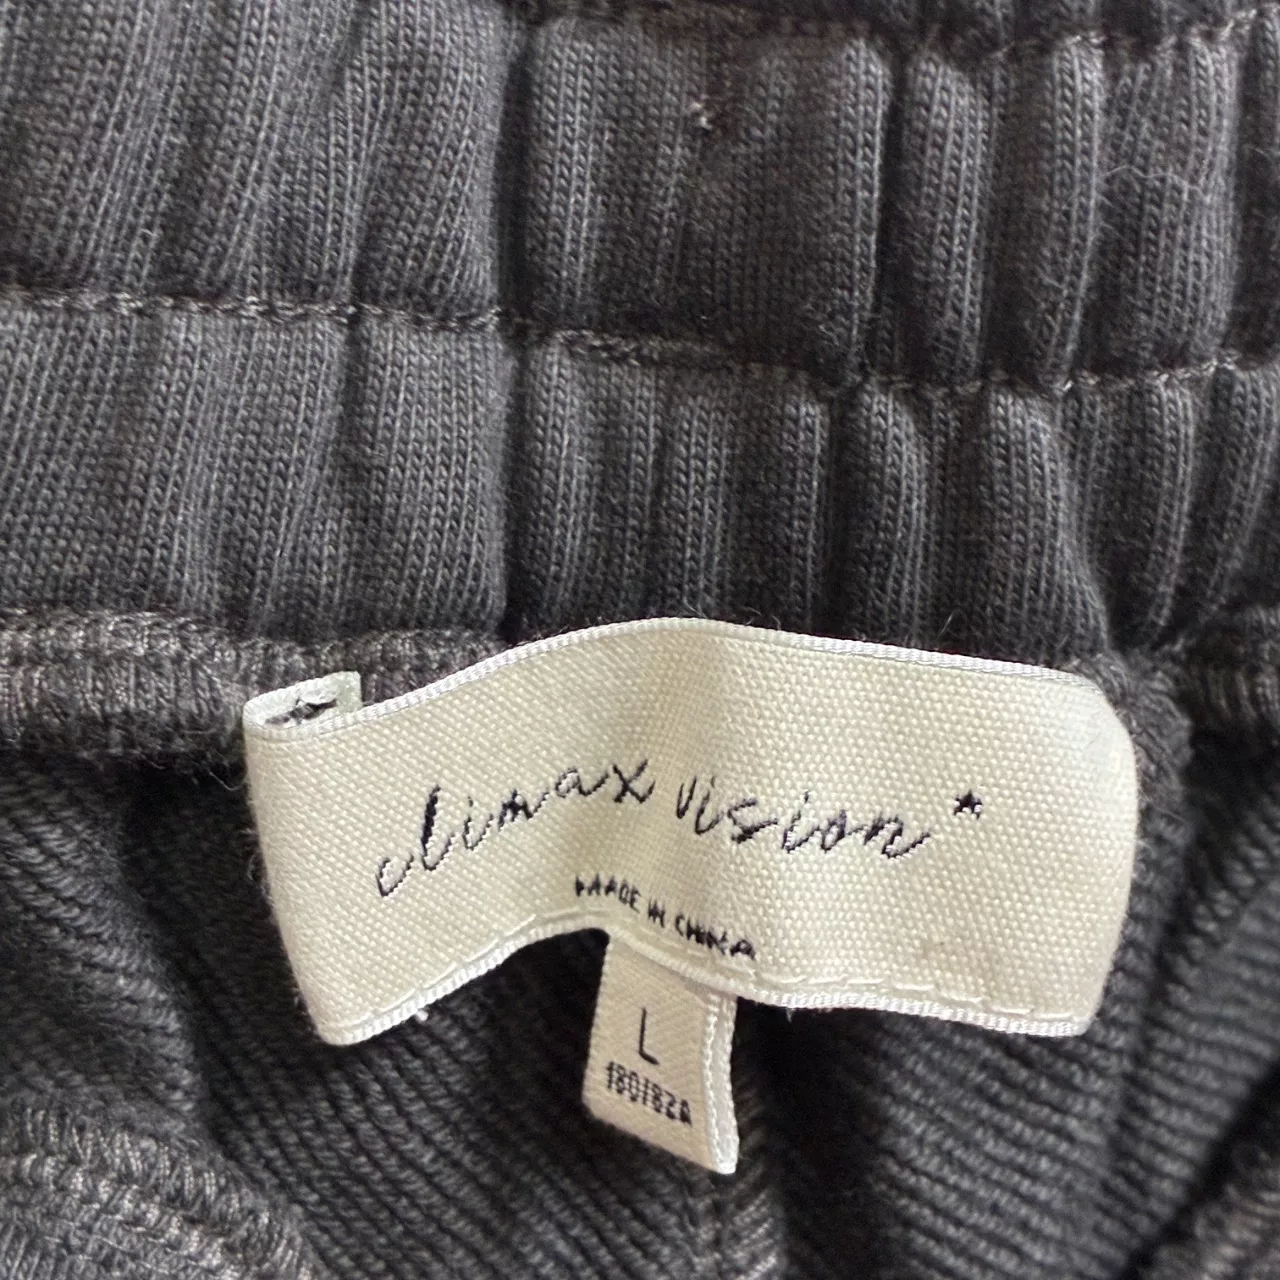 climax vision*
MADE IN CHINA
L
180/82A